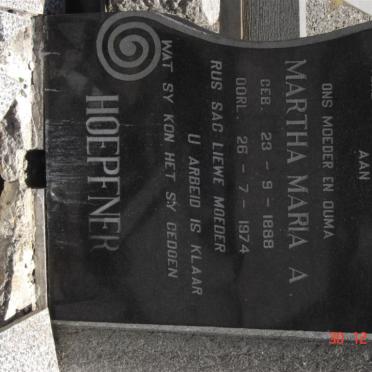 AAN
ONS MOEDER EN OUMA
MARTHA MARIA A.
GEB. 23 - 9 - 1888
OORL. 26 - 7 - 1974
RUS SAG LIEWE MOEDER
U ARBEID IS KLAAR
WAT SY KON HET SY GEDOEN
HOEPFNER
30 12